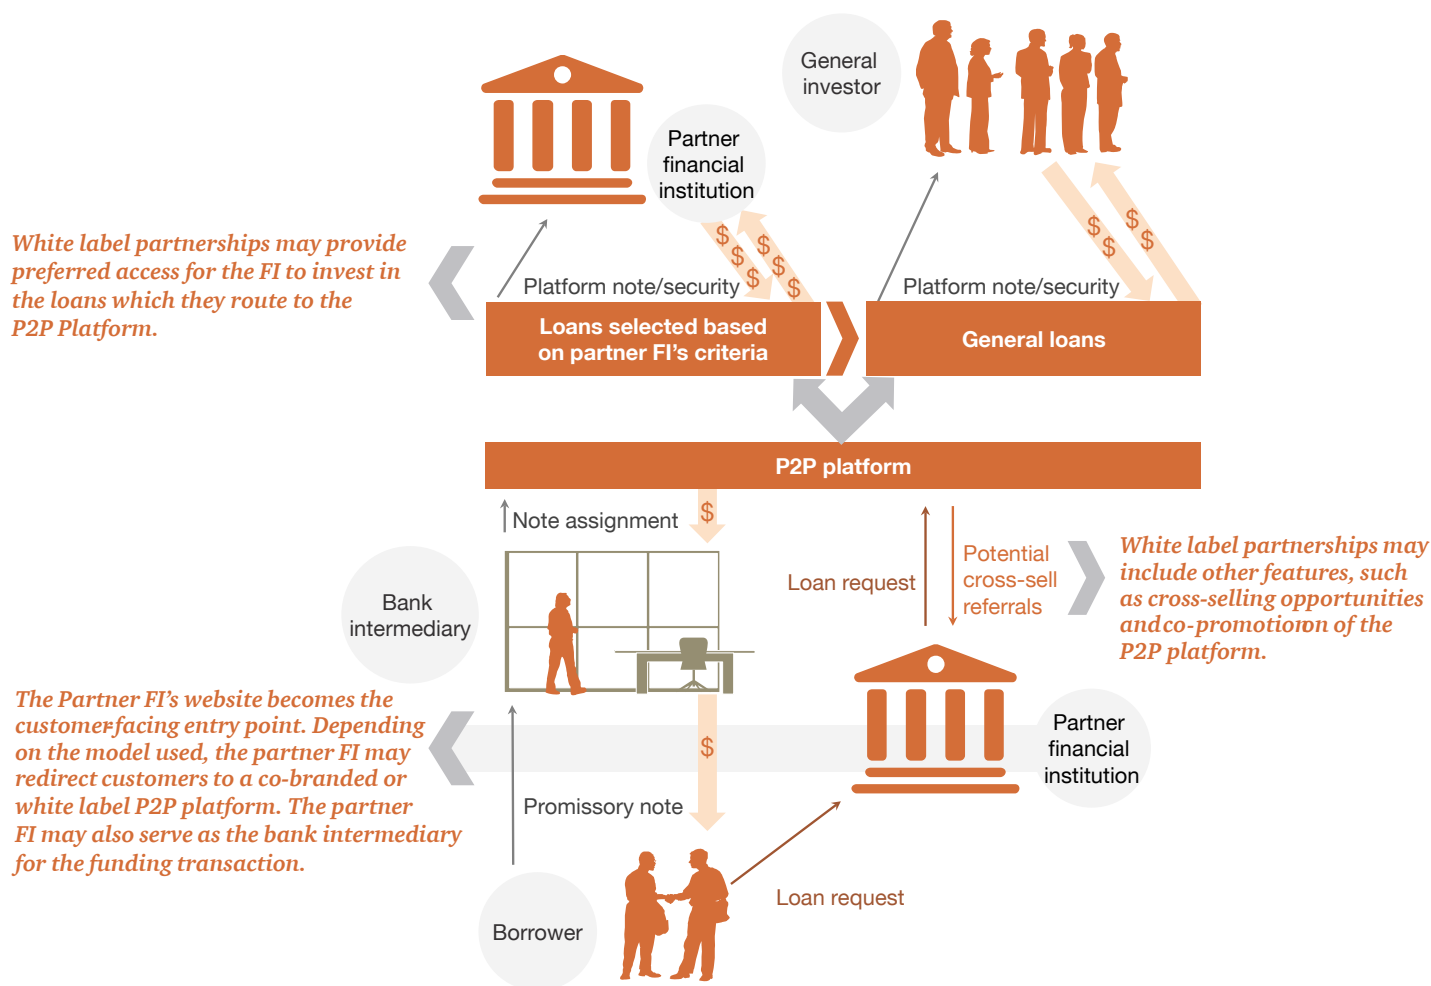 General
investor
Partner
financial
institution
$
$
$
$
$
$
$
$
$
$
White label partnerships may provide
preferred access for the FI to invest in
the loans which they route to the
P2P Platform.
Platform note/security
Platform note/security
Loans selected based
on partner FI's criteria
General loans
P2P platform
Note assignment
$
Bank
intermediary
Loan request
Potential
cross-sell
referrals
White label partnerships may
include other features, such
as cross-selling opportunities
and co-promotionon of the
P2P platform.
The Partner FI's website becomes the
customer-facing entry point. Depending
on the model used, the partner FI may
redirect customers to a co-branded or
white label P2P platform. The partner
FI may also serve as the bank intermediary
for the funding transaction.
$
Partner
financial
institution
Promissory note
Loan request
Borrower